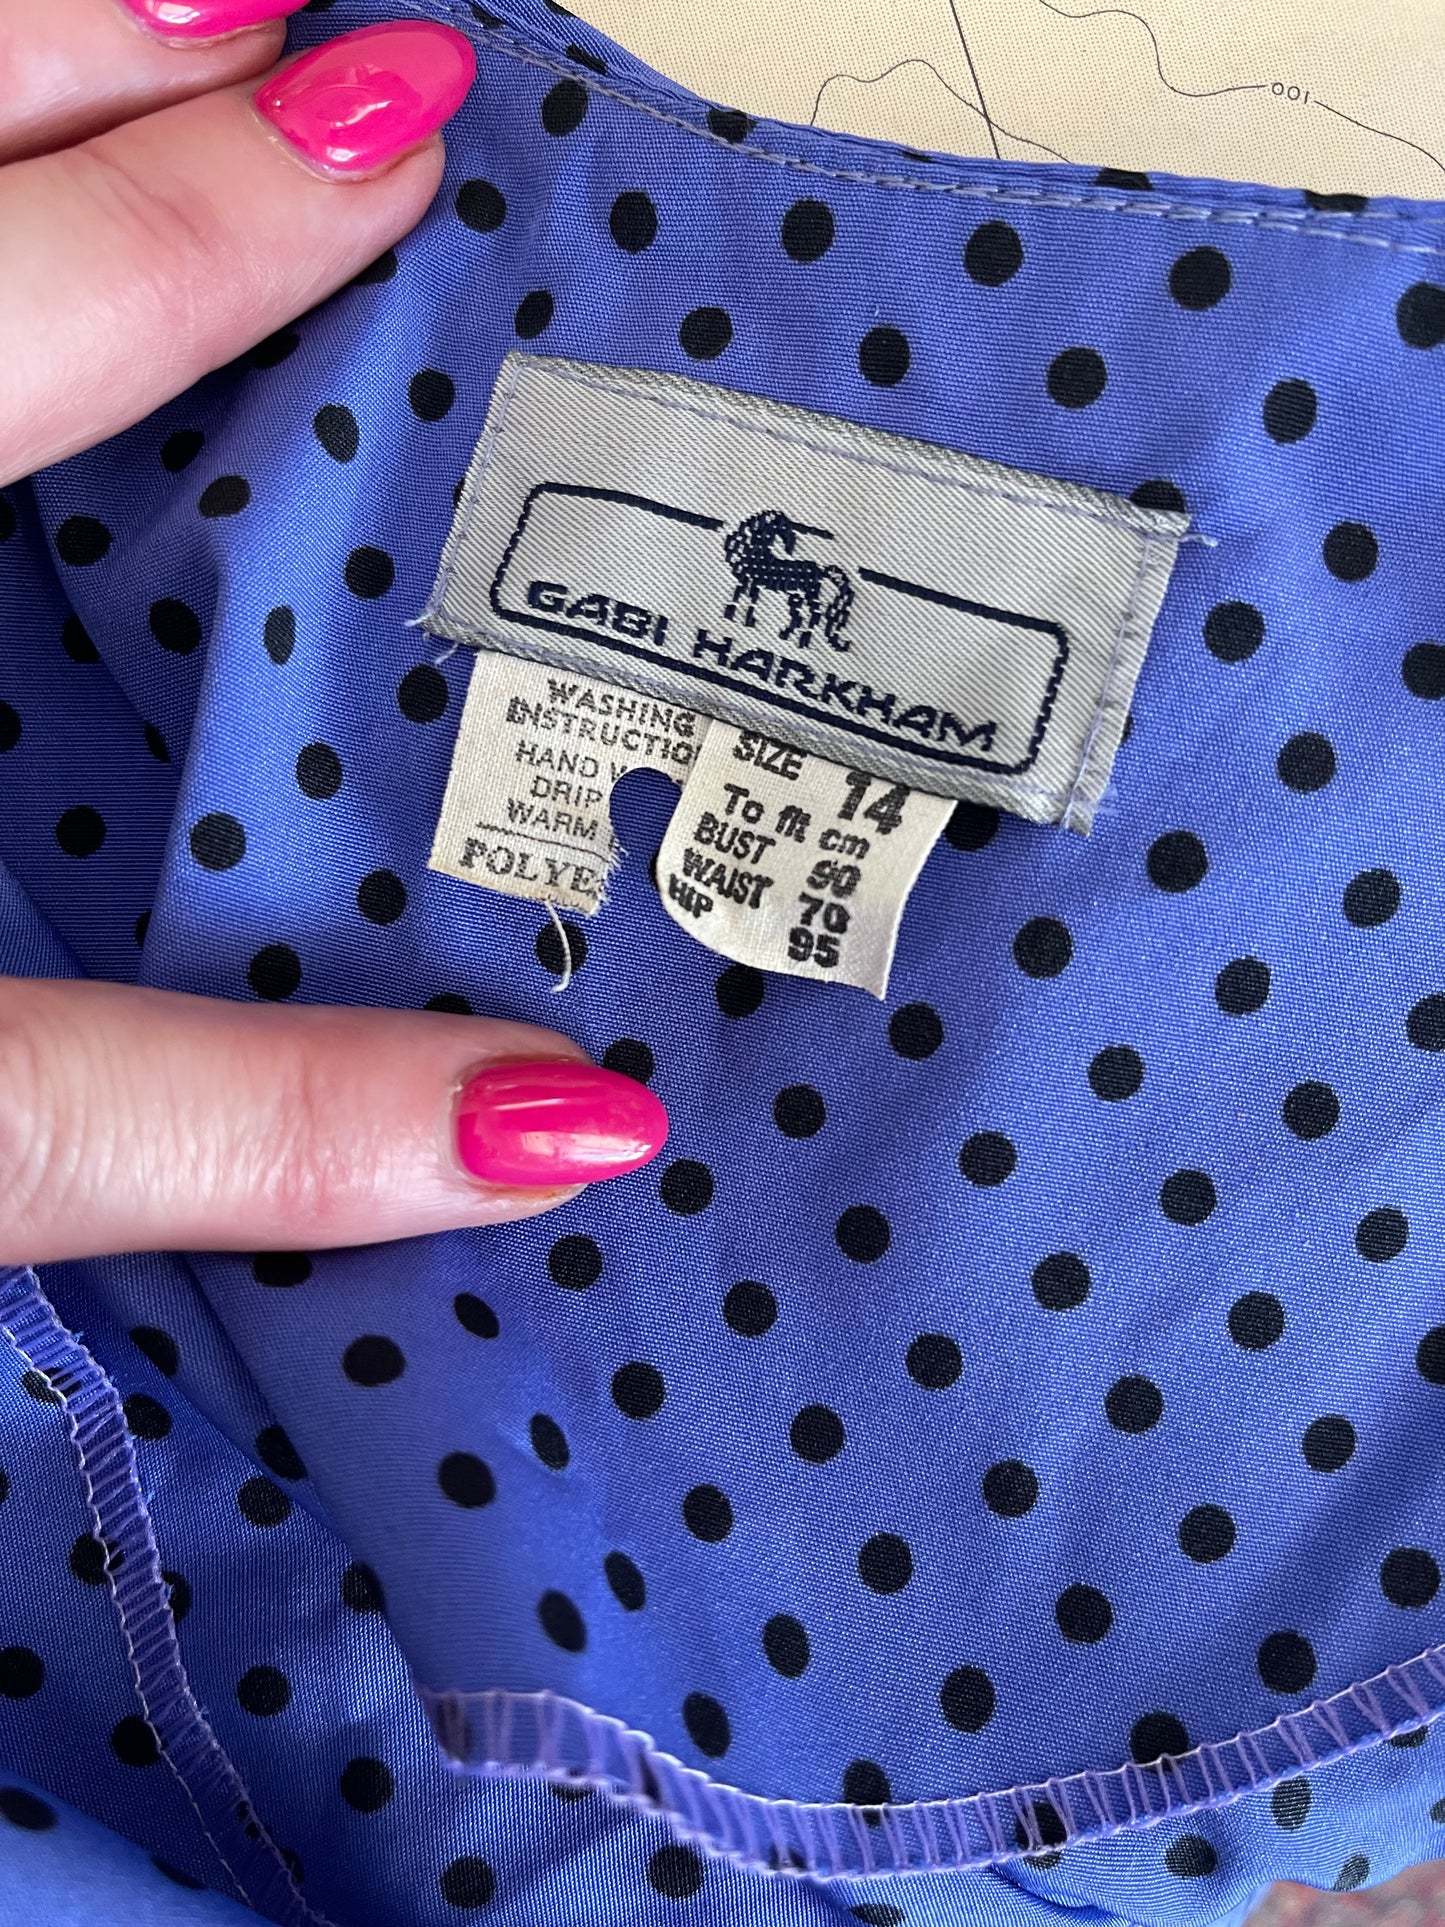 001
GABI HARKHAM
WASHING
INSTRUCTIO
HAND W
DRIP
WARM
POLYE
SIZE 14
To fit cm
BUST 90
WAIST 70
HIP 95